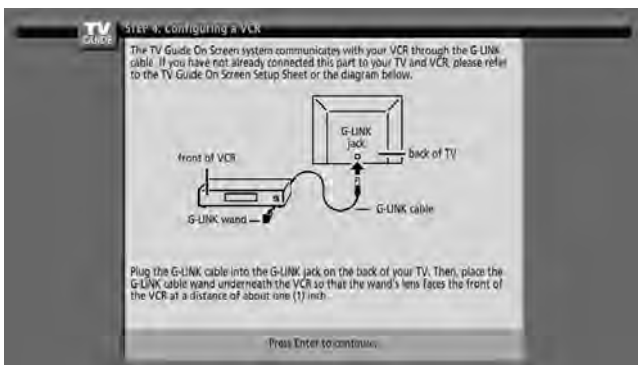 TV
GUIDE
STEP 4. Configuring a VCR
The TV Guide On Screen system communicates with your VCR through the G-LINK
cable. If you have not already connected this part to your TV and VCR, please refer
to the TV Guide On Screen Setup Sheet or the diagram below.
G-LINK
jack
front of VCR
back of TV
G-LINK wand
G-LINK cable
Plug the G-LINK cable into the G-LINK jack on the back of your TV. Then, place the
G-LINK cable wand underneath the VCR so that the wand's lens faces the front of
the VCR at a distance of about one (1) inch.
Press Enter to continue.